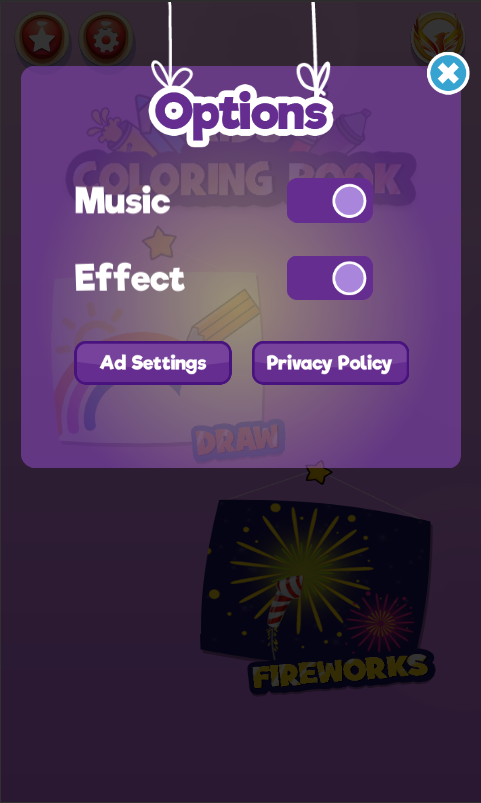 Options
COLORING BOOK
Music
Effect
Ad Settings
Privacy Policy
DRAW
FIREWORKS